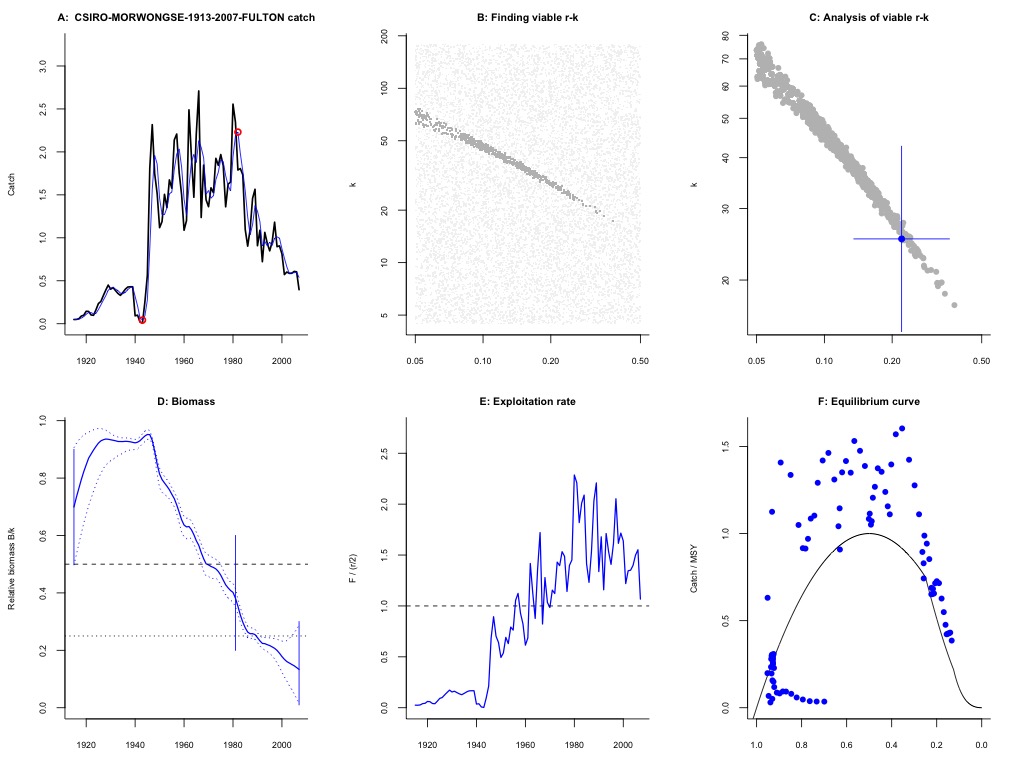 A:  CSIRO-MORWONGSE-1913-2007-FULTON catch
Catch
0.0 0.5 1.0 1.5 2.0 2.5 3.0
1920 1940 1960 1980 2000
B: Finding viable r-k
k
5 10 20 50 100 200
0.05 0.10 0.20 0.50
C: Analysis of viable r-k
k
20 30 40 50 60 70 80
0.05 0.10 0.20 0.50
D: Biomass
Relative biomass B/k
0.0 0.2 0.4 0.6 0.8 1.0
1920 1940 1960 1980 2000
E: Exploitation rate
F / (r/2)
0.0 0.5 1.0 1.5 2.0 2.5
1920 1940 1960 1980 2000
F: Equilibrium curve
Catch / MSY
0.0 0.5 1.0 1.5
1.0 0.8 0.6 0.4 0.2 0.0